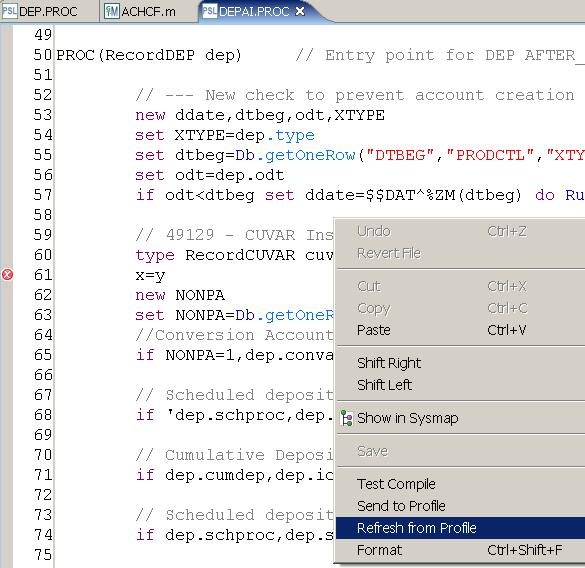 PSL DEP.PROC M ACHCF.m PSL DEPAI.PROC
49
50 PROC(RecordDEP dep) // Entry point for DEP AFTER_
51
52 // --- New check to prevent account creation
53 new ddate,dtbeg,odt,XTYPE
54 set XTYPE=dep.type
55 set dtbeg=Db.getOneRow("DTBEG","PRODCTL","XTY
56 set odt=dep.odt
57 if odt<dtbeg set ddate=$$DAT^%ZM(dtbeg) do Ru
58
59 // 49129 - CUVAR Ins
60 type RecordCUVAR cuv
61 x=y
62 new NONPA
63 set NONPA=Db.getOneR
64 //Conversion Account
65 if NONPA=1,dep.conva
66
67 // Scheduled deposit
68 if 'dep.schproc,dep.
69
70 // Cumulative Deposi
71 if dep.cumdep,dep.ic
72
73 // Scheduled deposit
74 if dep.schproc,dep.s
75
Undo Ctrl+Z
Revert File
Cut Ctrl+X
Copy Ctrl+C
Paste Ctrl+V
Shift Right
Shift Left
Show in Sysmap
Save
Test Compile
Send to Profile
Refresh from Profile
Format Ctrl+Shift+F